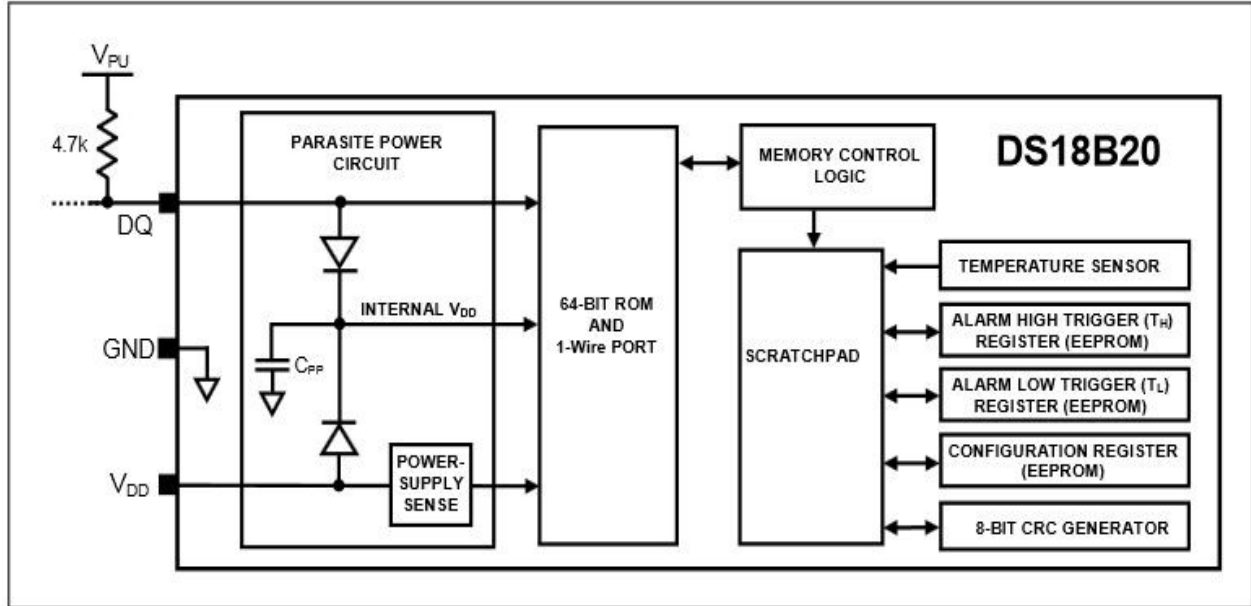 V_PU
4.7k
DQ
GND
V_DD
PARASITE POWER
CIRCUIT
INTERNAL V_DD
C_PP
POWER-
SUPPLY
SENSE
64-BIT ROM
AND
1-Wire PORT
MEMORY CONTROL
LOGIC
DS18B20
SCRATCHPAD
TEMPERATURE SENSOR
ALARM HIGH TRIGGER (T_H)
REGISTER (EEPROM)
ALARM LOW TRIGGER (T_L)
REGISTER (EEPROM)
CONFIGURATION REGISTER
(EEPROM)
8-BIT CRC GENERATOR